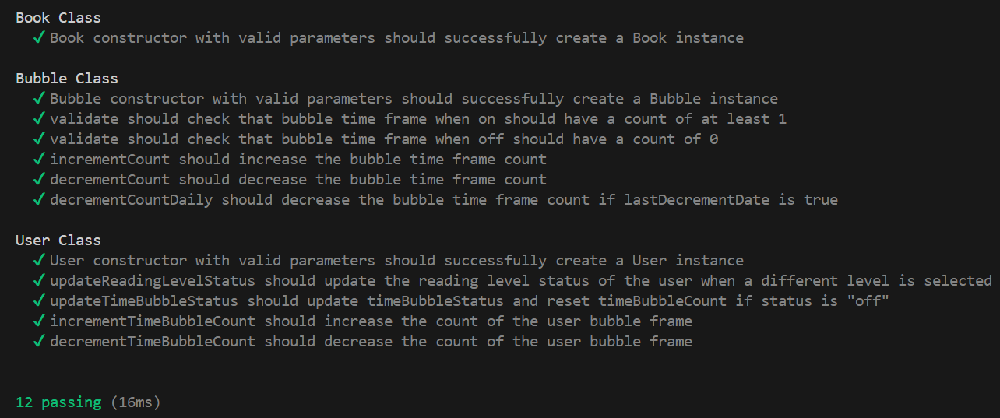 Book Class
✓ Book constructor with valid parameters should successfully create a Book instance
Bubble Class
✓ Bubble constructor with valid parameters should successfully create a Bubble instance
✓ validate should check that bubble time frame when on should have a count of at least 1
✓ validate should check that bubble time frame when off should have a count of 0
✓ incrementCount should increase the bubble time frame count
✓ decrementCount should decrease the bubble time frame count
✓ decrementCountDaily should decrease the bubble time frame count if lastDecrementDate is true
User Class
✓ User constructor with valid parameters should successfully create a User instance
✓ updateReadingLevelStatus should update the reading level status of the user when a different level is selected
✓ updateTimeBubbleStatus should update timeBubbleStatus and reset timeBubbleCount if status is "off"
✓ incrementTimeBubbleCount should increase the count of the user bubble frame
✓ decrementTimeBubbleCount should decrease the count of the user bubble frame
12 passing (16ms)